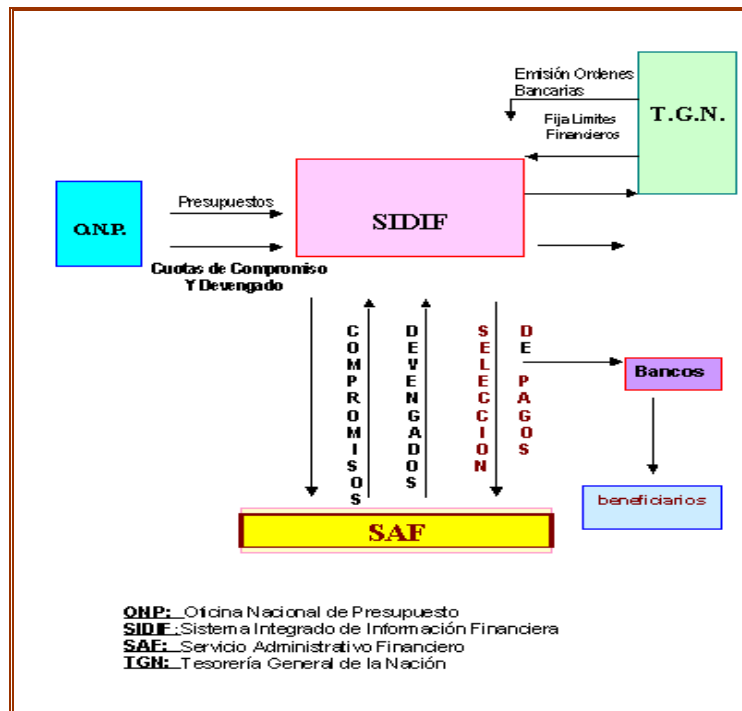 Emisión Ordenes
Bancarias
T.G.N.
Fija Limites
Financieros
Presupuestos
O.N.P.
SIDIF
Cuotas de Compromiso
Y Devengado
COMPROMISOS
DEVENGADOS
SELECCION
DE PAGOS
Bancos
beneficiarios
SAF
ONP: Oficina Nacional de Presupuesto
SIDIF: Sistema Integrado de Información Financiera
SAF: Servicio Administrativo Financiero
TGN: Tesorería General de la Nación